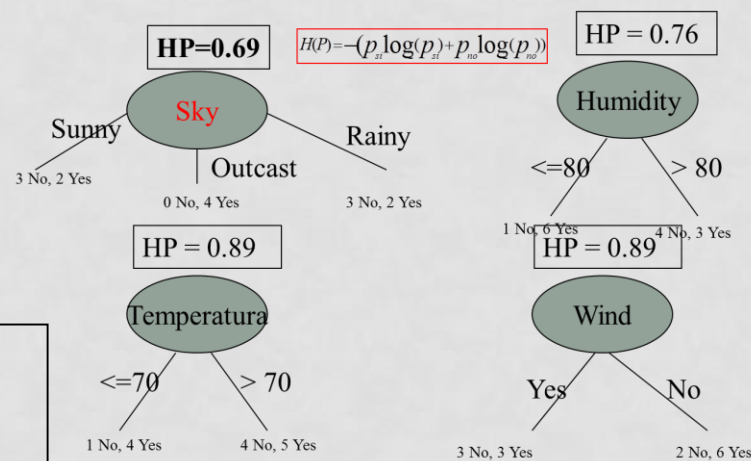 HP=0.69
H(P)=-(p_si log(p_si)+p_no log(p_no))
Sky
Sunny
Outcast
Rainy
3 No, 2 Yes
0 No, 4 Yes
3 No, 2 Yes
HP = 0.76
Humidity
<=80
> 80
1 No, 6 Yes
4 No, 3 Yes
HP = 0.89
Temperatura
<=70
> 70
1 No, 4 Yes
4 No, 5 Yes
HP = 0.89
Wind
Yes
No
3 No, 3 Yes
2 No, 6 Yes